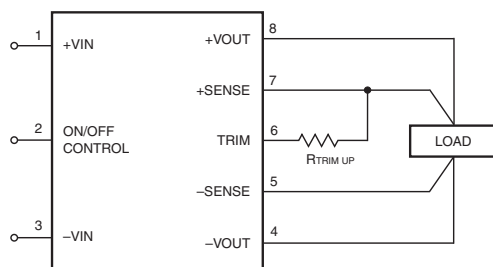 1
+VIN
+VOUT
8
+SENSE
7
2
ON/OFF
CONTROL
TRIM
6
RTRIM UP
LOAD
–SENSE
5
3
–VIN
–VOUT
4